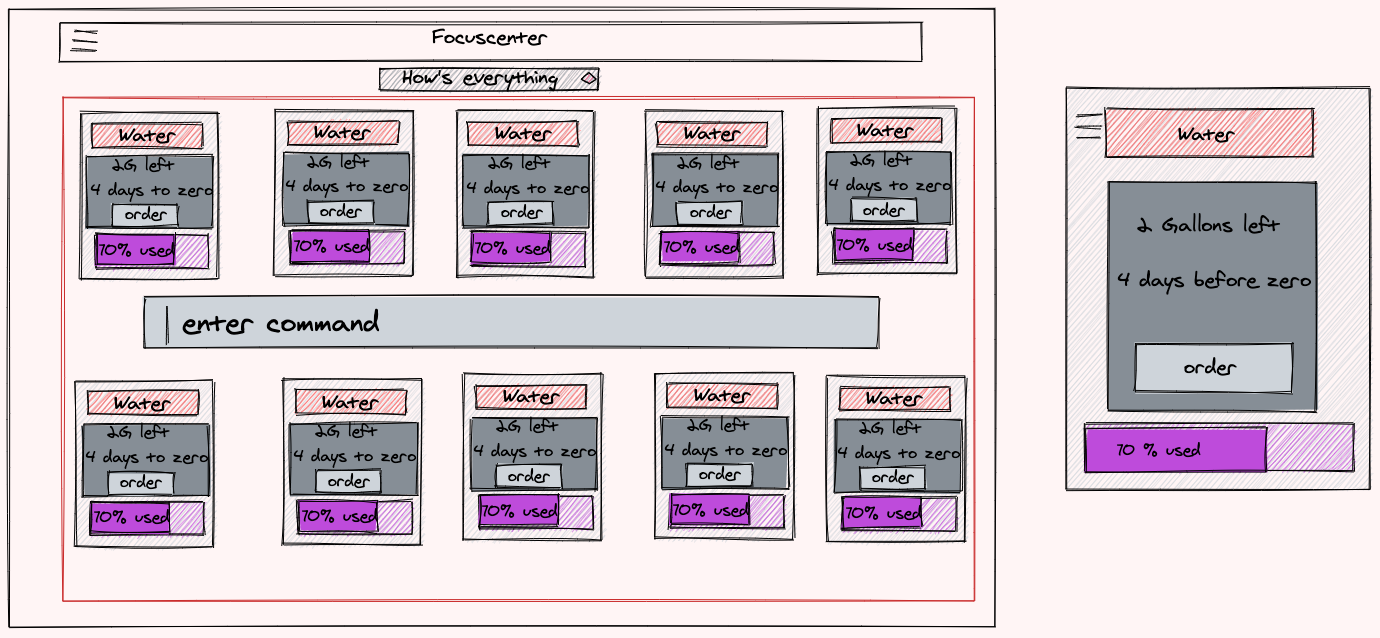 Focuscenter
How's everything
Water
2G left
4 days to zero
order
70% used
Water
2G left
4 days to zero
order
70% used
Water
2G left
4 days to zero
order
70% used
Water
2G left
4 days to zero
order
70% used
Water
2G left
4 days to zero
order
70% used
enter command
Water
2G left
4 days to zero
order
70% used
Water
2G left
4 days to zero
order
70% used
Water
2G left
4 days to zero
order
70% used
Water
2G left
4 days to zero
order
70% used
Water
2G left
4 days to zero
order
70% used
Water
2 Gallons left
4 days before zero
order
70 % used